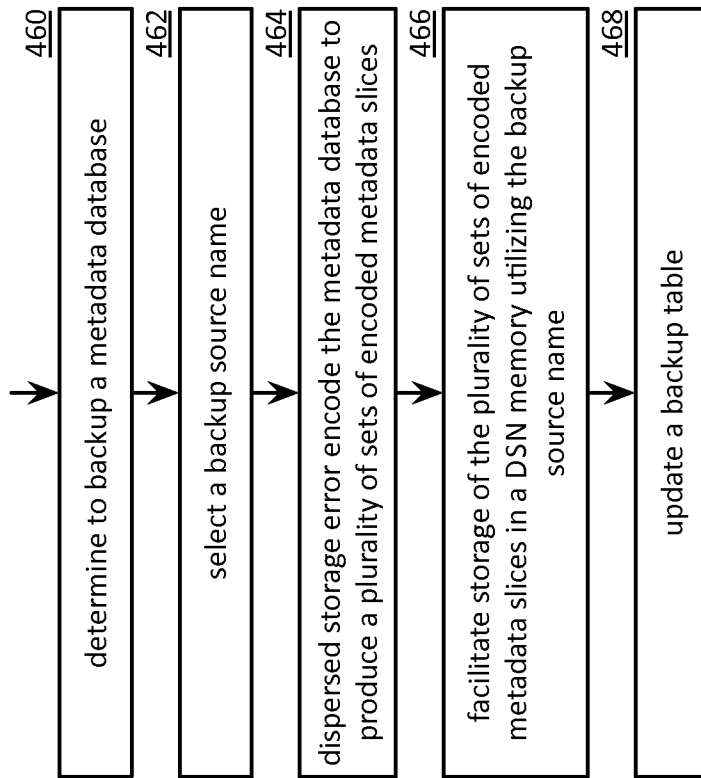 460
determine to backup a metadata database
462
select a backup source name
464
dispersed storage error encode the metadata database to
produce a plurality of sets of encoded metadata slices
466
facilitate storage of the plurality of sets of encoded
metadata slices in a DSN memory utilizing the backup
source name
468
update a backup table